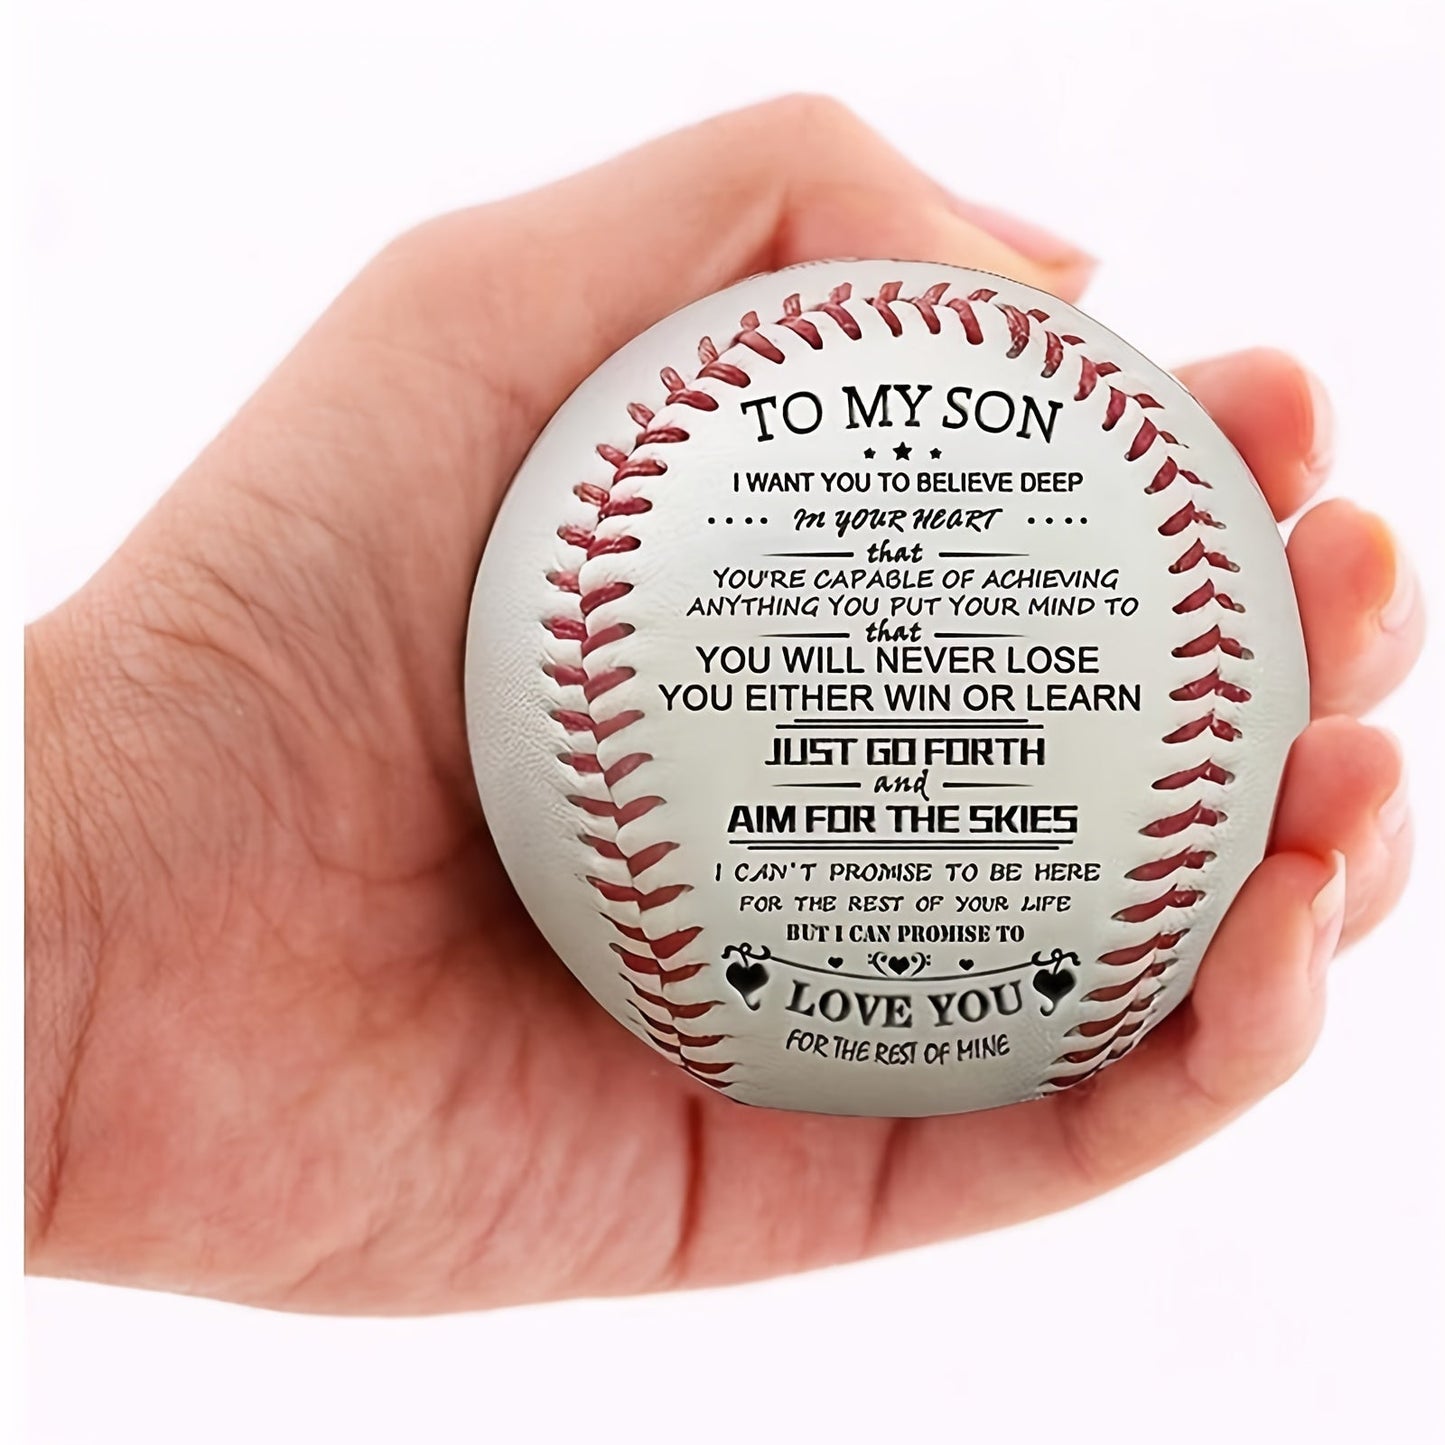 TO MY SON
I WANT YOU TO BELIEVE DEEP
in YOUR HEART
that
YOU'RE CAPABLE OF ACHIEVING
ANYTHING YOU PUT YOUR MIND TO
that
YOU WILL NEVER LOSE
YOU EITHER WIN OR LEARN
JUST GO FORTH
and
AIM FOR THE SKIES
I CAN'T PROMISE TO BE HERE
FOR THE REST OF YOUR LIFE
BUT I CAN PROMISE TO
LOVE YOU
FOR THE REST OF MINE